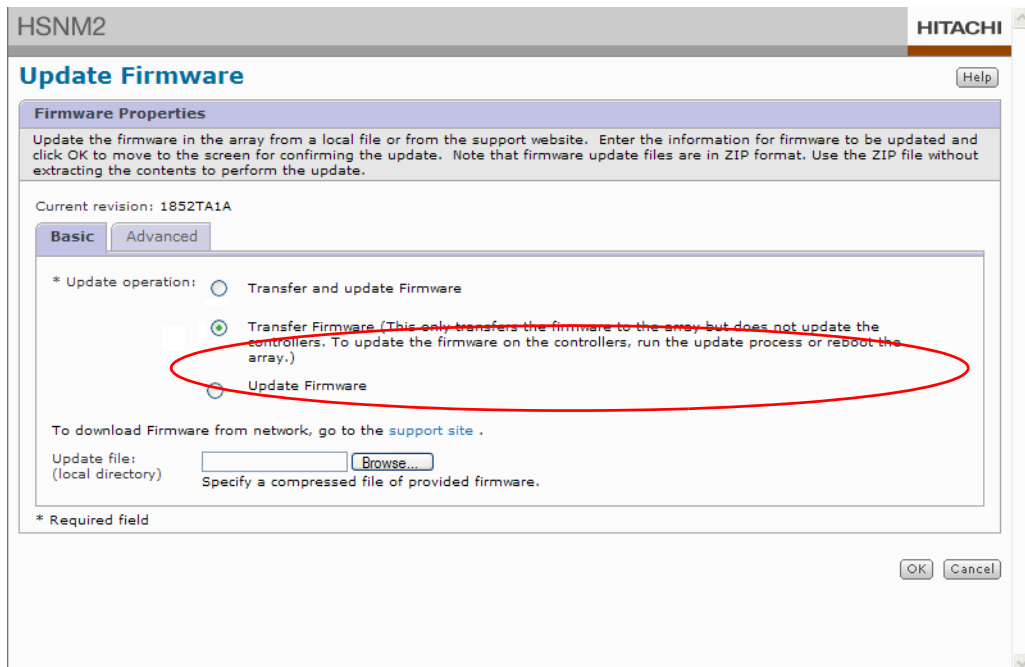 HSNM2
HITACHI
Update Firmware
Help
Firmware Properties
Update the firmware in the array from a local file or from the support website. Enter the information for firmware to be updated and
click OK to move to the screen for confirming the update. Note that firmware update files are in ZIP format. Use the ZIP file without
extracting the contents to perform the update.
Current revision: 1852TA1A
Basic Advanced
* Update operation:
Transfer and update Firmware
Transfer Firmware (This only transfers the firmware to the array but does not update the
controllers. To update the firmware on the controllers, run the update process or reboot the
array.)
Update Firmware
To download Firmware from network, go to the support site .
Update file:
(local directory)
Browse...
Specify a compressed file of provided firmware.
* Required field
OK Cancel